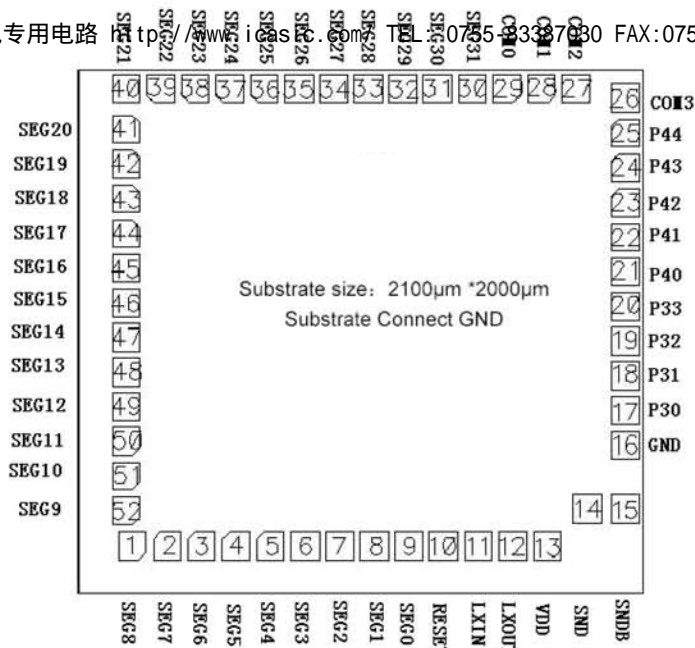 专用电路 http://www.icasic.com/ TEL:0755-83387030 FAX:075
SEG21 SEG22 SEG23 SEG24 SEG25 SEG26 SEG27 SEG28 SEG29 SEG30 SEG31 COM0 COM1 COM2
40 39 38 37 36 35 34 33 32 31 30 29 28 27
26 COM3
SEG20 41 25 P44
SEG19 42 24 P43
SEG18 43 23 P42
SEG17 44 22 P41
SEG16 45 21 P40
SEG15 46 20 P33
SEG14 47 19 P32
SEG13 48 18 P31
SEG12 49 17 P30
SEG11 50 16 GND
SEG10 51
SEG9 52 14 15
Substrate size: 2100μm *2000μm
Substrate Connect GND
1 2 3 4 5 6 7 8 9 10 11 12 13
SEG8 SEG7 SEG6 SEG5 SEG4 SEG3 SEG2 SEG1 SEG0 RESET LXIN LXOUT VDD SND SNDB